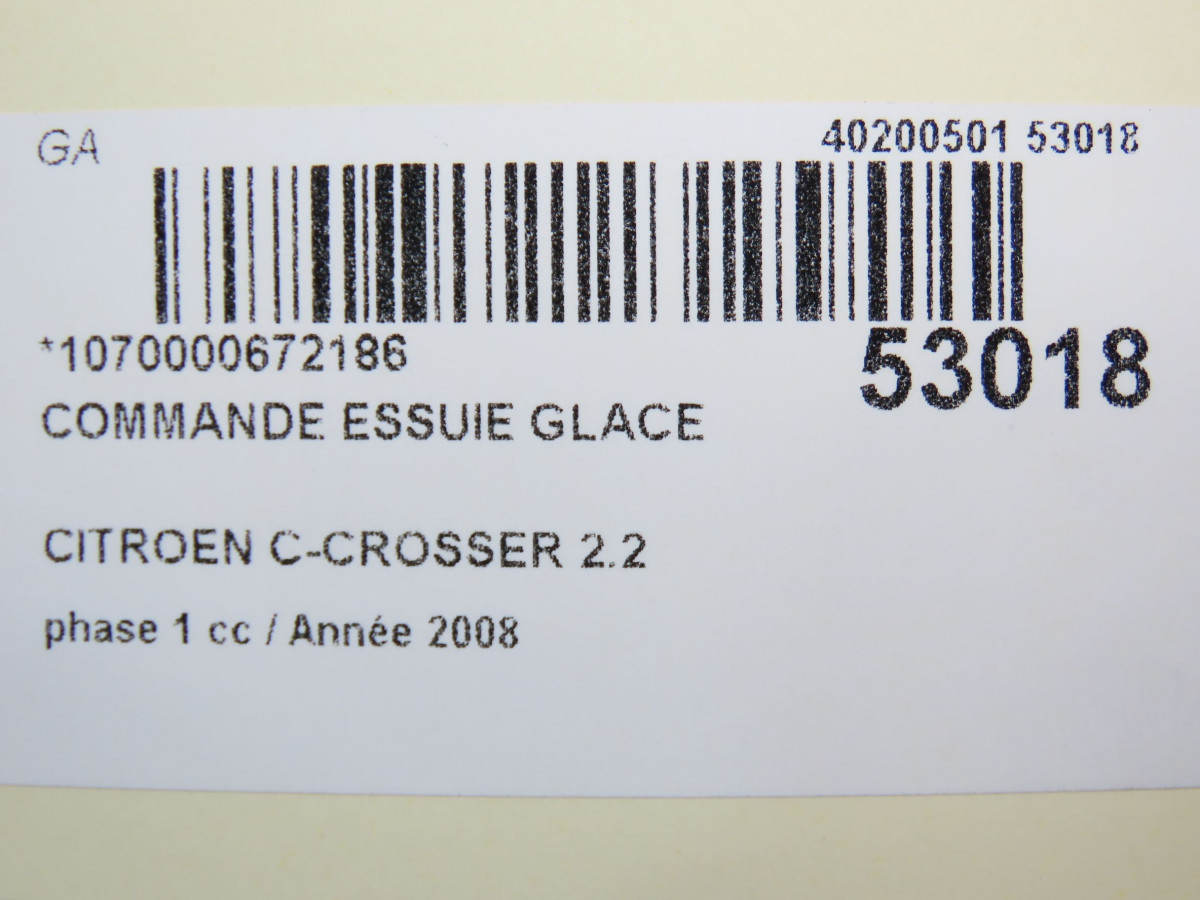 GA
40200501 53018
*1070000672186
53018
COMMANDE ESSUIE GLACE
CITROEN C-CROSSER 2.2
phase 1 cc / Année 2008